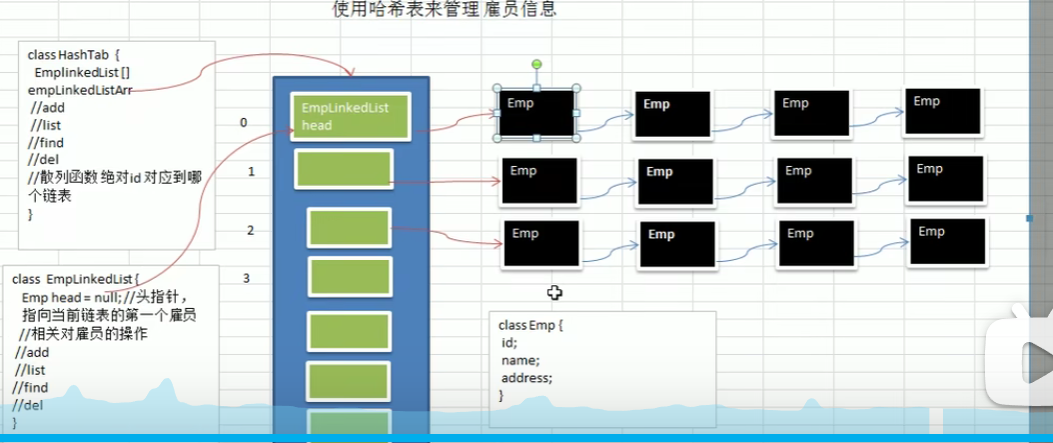 使用哈希表来管理雇员信息
class HashTab {
EmplinkedList []
empLinkedListArr
//add
//list
//find
//del
//散列函数 绝对id 对应到哪
个链表
}
class EmpLinkedList {
Emp head = null; //头指针，
指向当前链表的第一个雇员
//相关对雇员的操作
//add
//list
//find
//del
}
0
1
2
3
EmpLinkedList
head
Emp
Emp
Emp
Emp
Emp
Emp
Emp
Emp
Emp
Emp
Emp
Emp
class Emp {
id;
name;
address;
}